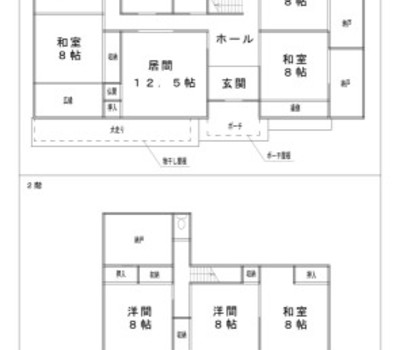 8 帖
納戸
和室
8 帖
収納
居間
12.5帖
ホール
和室
8 帖
玄関
納戸
仏間
押入
広縁
縁側
犬走り
ポーチ
物干し屋根
ポーチ屋根
2 階
納戸
押入
収納
収納
押入
洋間
8 帖
洋間
8 帖
和室
8 帖
収納